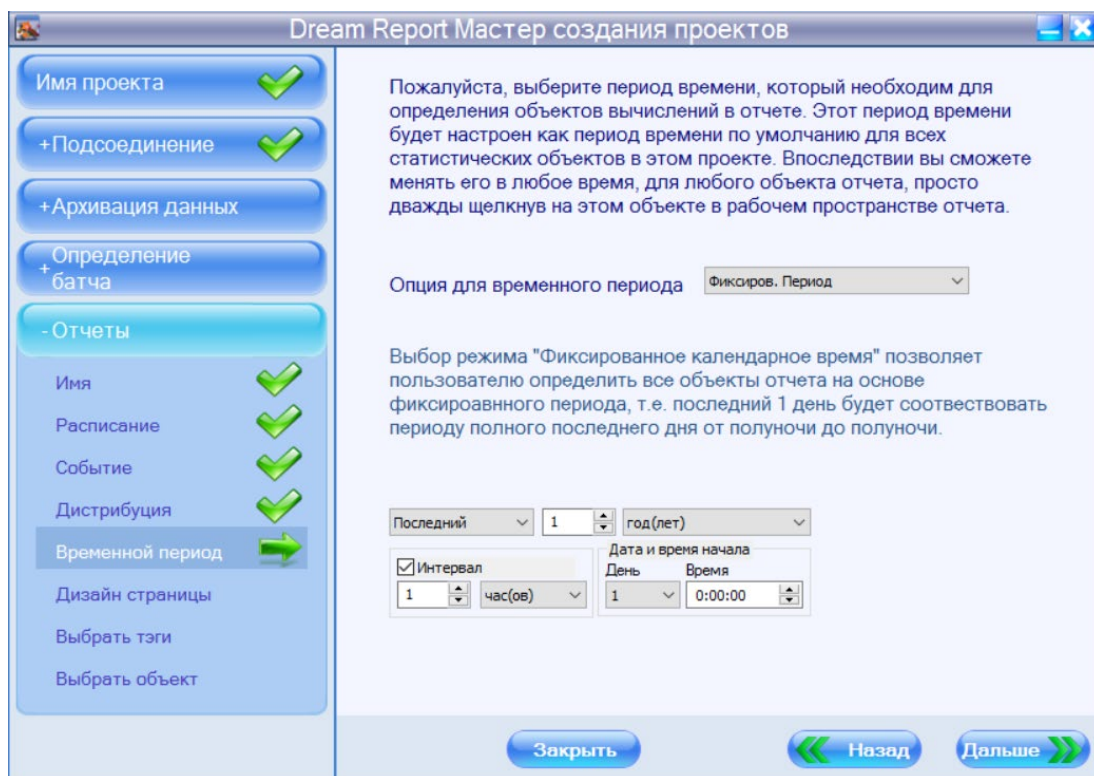 Dream Report Мастер создания проектов
Имя проекта
+Подсоединение
+Архивация данных
+Определение
батча
- Отчеты
Имя
Расписание
Событие
Дистрибуция
Временной период
Дизайн страницы
Выбрать тэги
Выбрать объект
Пожалуйста, выберите период времени, который необходим для
определения объектов вычислений в отчете. Этот период времени
будет настроен как период времени по умолчанию для всех
статистических объектов в этом проекте. Впоследствии вы сможете
менять его в любое время, для любого объекта отчета, просто
дважды щелкнув на этом объекте в рабочем пространстве отчета.
Опция для временного периода Фиксиров. Период
Выбор режима "Фиксированное календарное время" позволяет
пользователю определить все объекты отчета на основе
фиксироавнного периода, т.е. последний 1 день будет соотвествовать
периоду полного последнего дня от полуночи до полуночи.
Последний 1 год(лет)
Интервал
1 час(ов)
Дата и время начала
День Время
1 0:00:00
Закрыть Назад Дальше